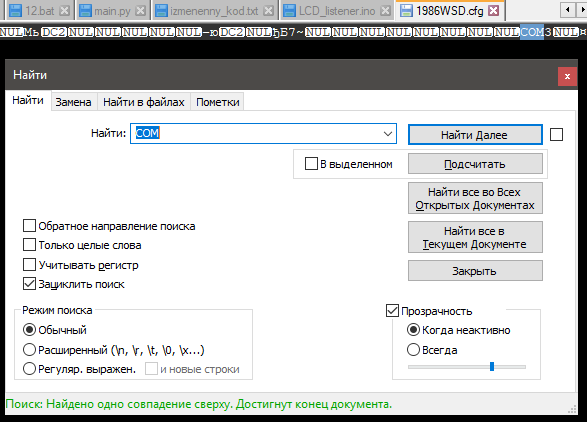 12.bat main.py izmenenny_kod.txt LCD_listener.ino 1986WSD.cfg
Найти
Найти Замена Найти в файлах Пометки
Найти: COM Найти Далее
В выделенном Подсчитать
Найти все во Всех
Открытых Документах
Обратное направление поиска
Найти все в
Текущем Документе
Только целые слова
Учитывать регистр Закрыть
Зациклить поиск
Режим поиска Прозрачность
Обычный Когда неактивно
Расширенный (\n, \r, \t, \0, \x...) Всегда
Регуляр. выражен. и новые строки
Поиск: Найдено одно совпадение сверху. Достигнут конец документа.